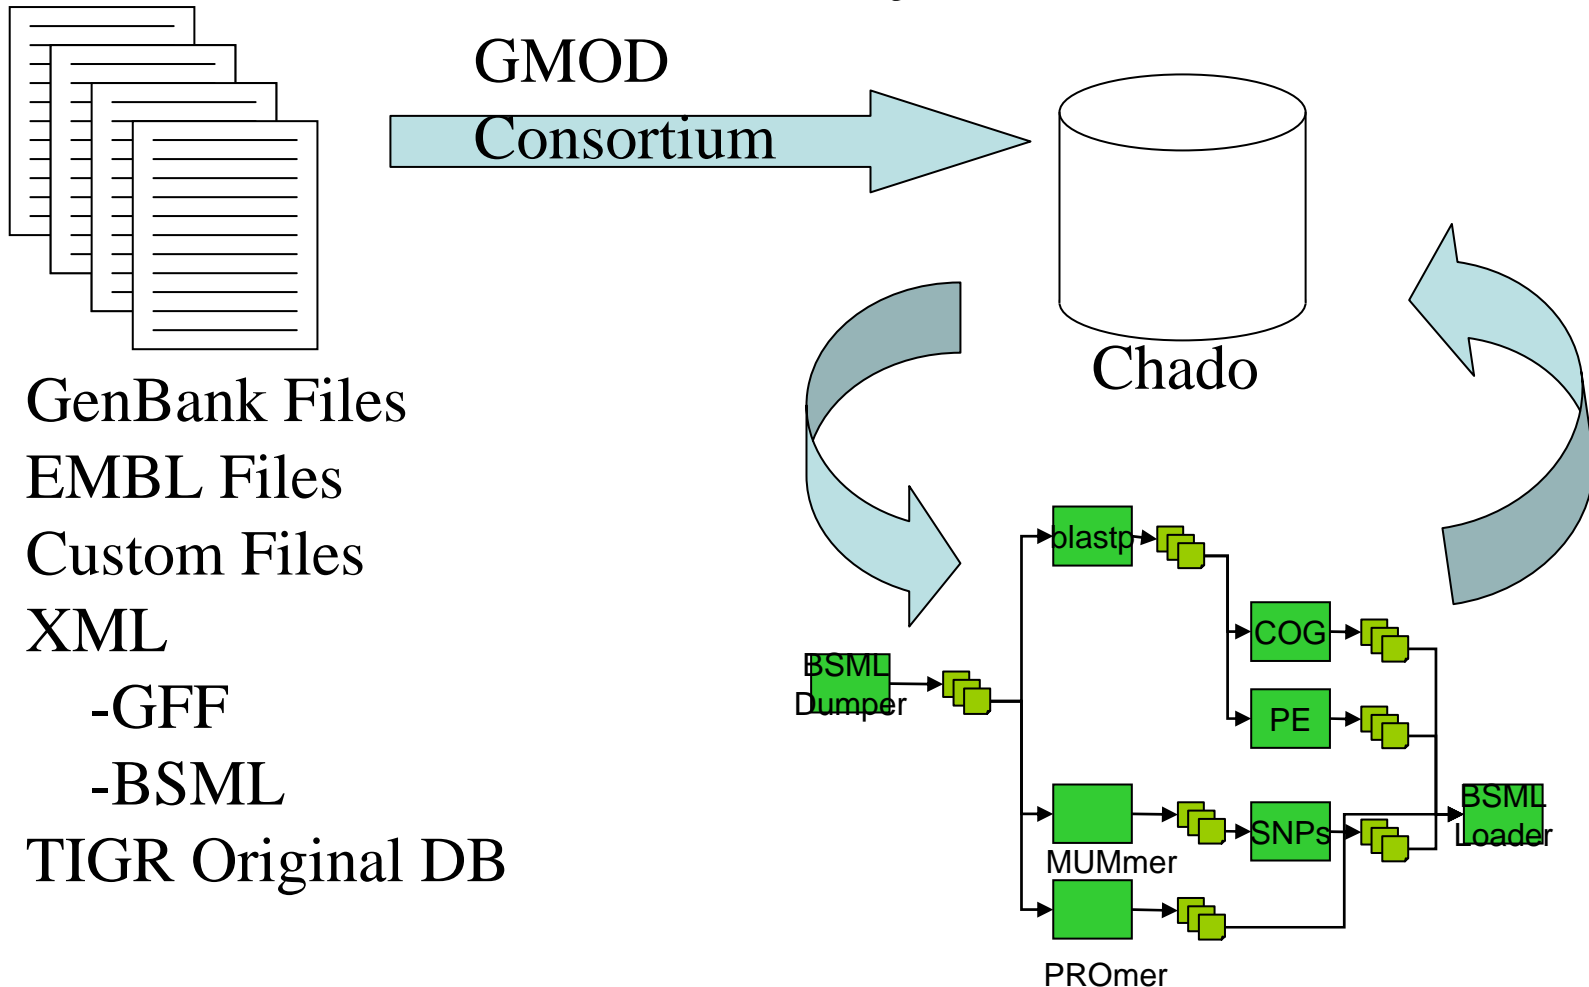 GMOD
Consortium
Chado
GenBank Files
EMBL Files
Custom Files
XML
-GFF
-BSML
TIGR Original DB
blastp
COG
BSML
Dumper
PE
SNPs
MUMmer
BSML
Loader
PROmer